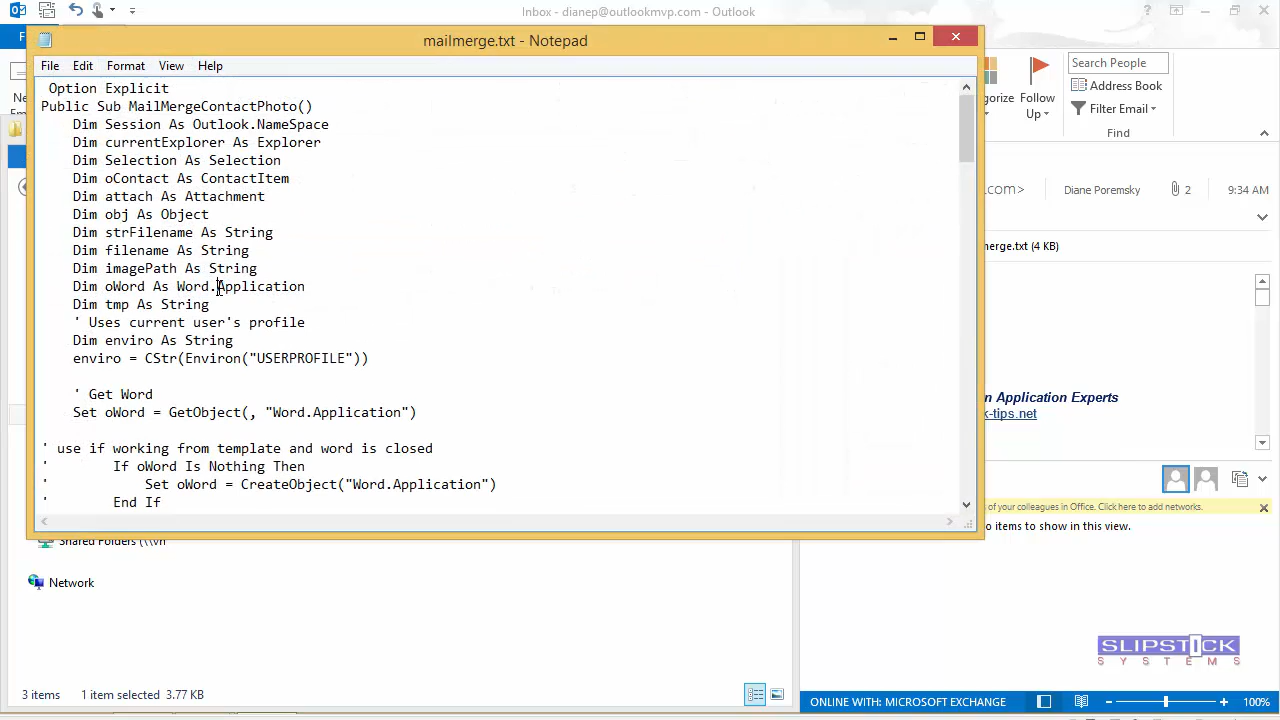 Inbox - dianep@outlookmvp.com - Outlook
mailmerge.txt - Notepad
File Edit Format View Help
Option Explicit
Public Sub MailMergeContactPhoto()
Dim Session As Outlook.NameSpace
Dim currentExplorer As Explorer
Dim Selection As Selection
Dim oContact As ContactItem
Dim attach As Attachment
Dim obj As Object
Dim strFilename As String
Dim filename As String
Dim imagePath As String
Dim oWord As Word.Application
Dim tmp As String
' Uses current user's profile
Dim enviro As String
enviro = CStr(Environ("USERPROFILE"))
' Get Word
Set oWord = GetObject(, "Word.Application")
' use if working from template and word is closed
' If oWord Is Nothing Then
' Set oWord = CreateObject("Word.Application")
' End If
Search People
Address Book
Filter Email
Find
Follow
Up
gorize
.com>
Diane Poremsky
2
9:34 AM
erge.txt (4 KB)
n Application Experts
k-tips.net
of your colleagues in Office. Click here to add networks.
o items to show in this view.
Network
SLIPSTICK
SYSTEMS
3 items 1 item selected 3.77 KB
ONLINE WITH: MICROSOFT EXCHANGE
100%